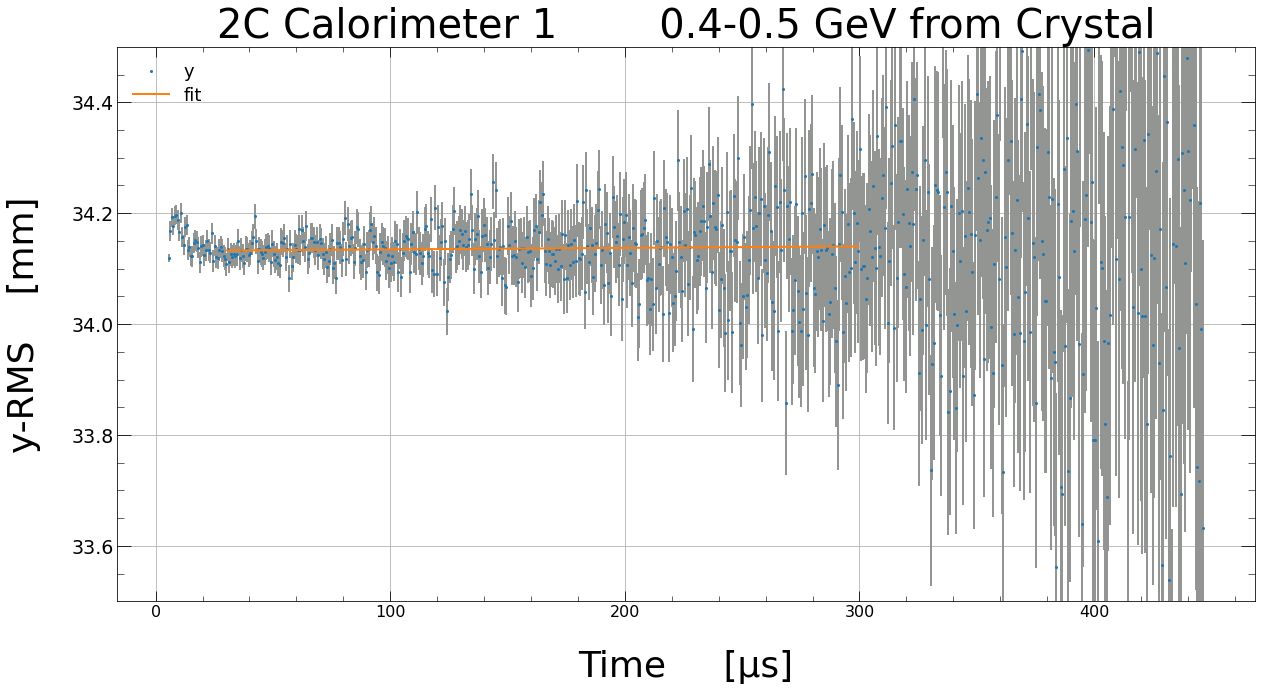 2C Calorimeter 1 0.4-0.5 GeV from Crystal
y
fit
34.4
34.2
34.0
33.8
33.6
y-RMS [mm]
0 100 200 300 400
Time [µs]